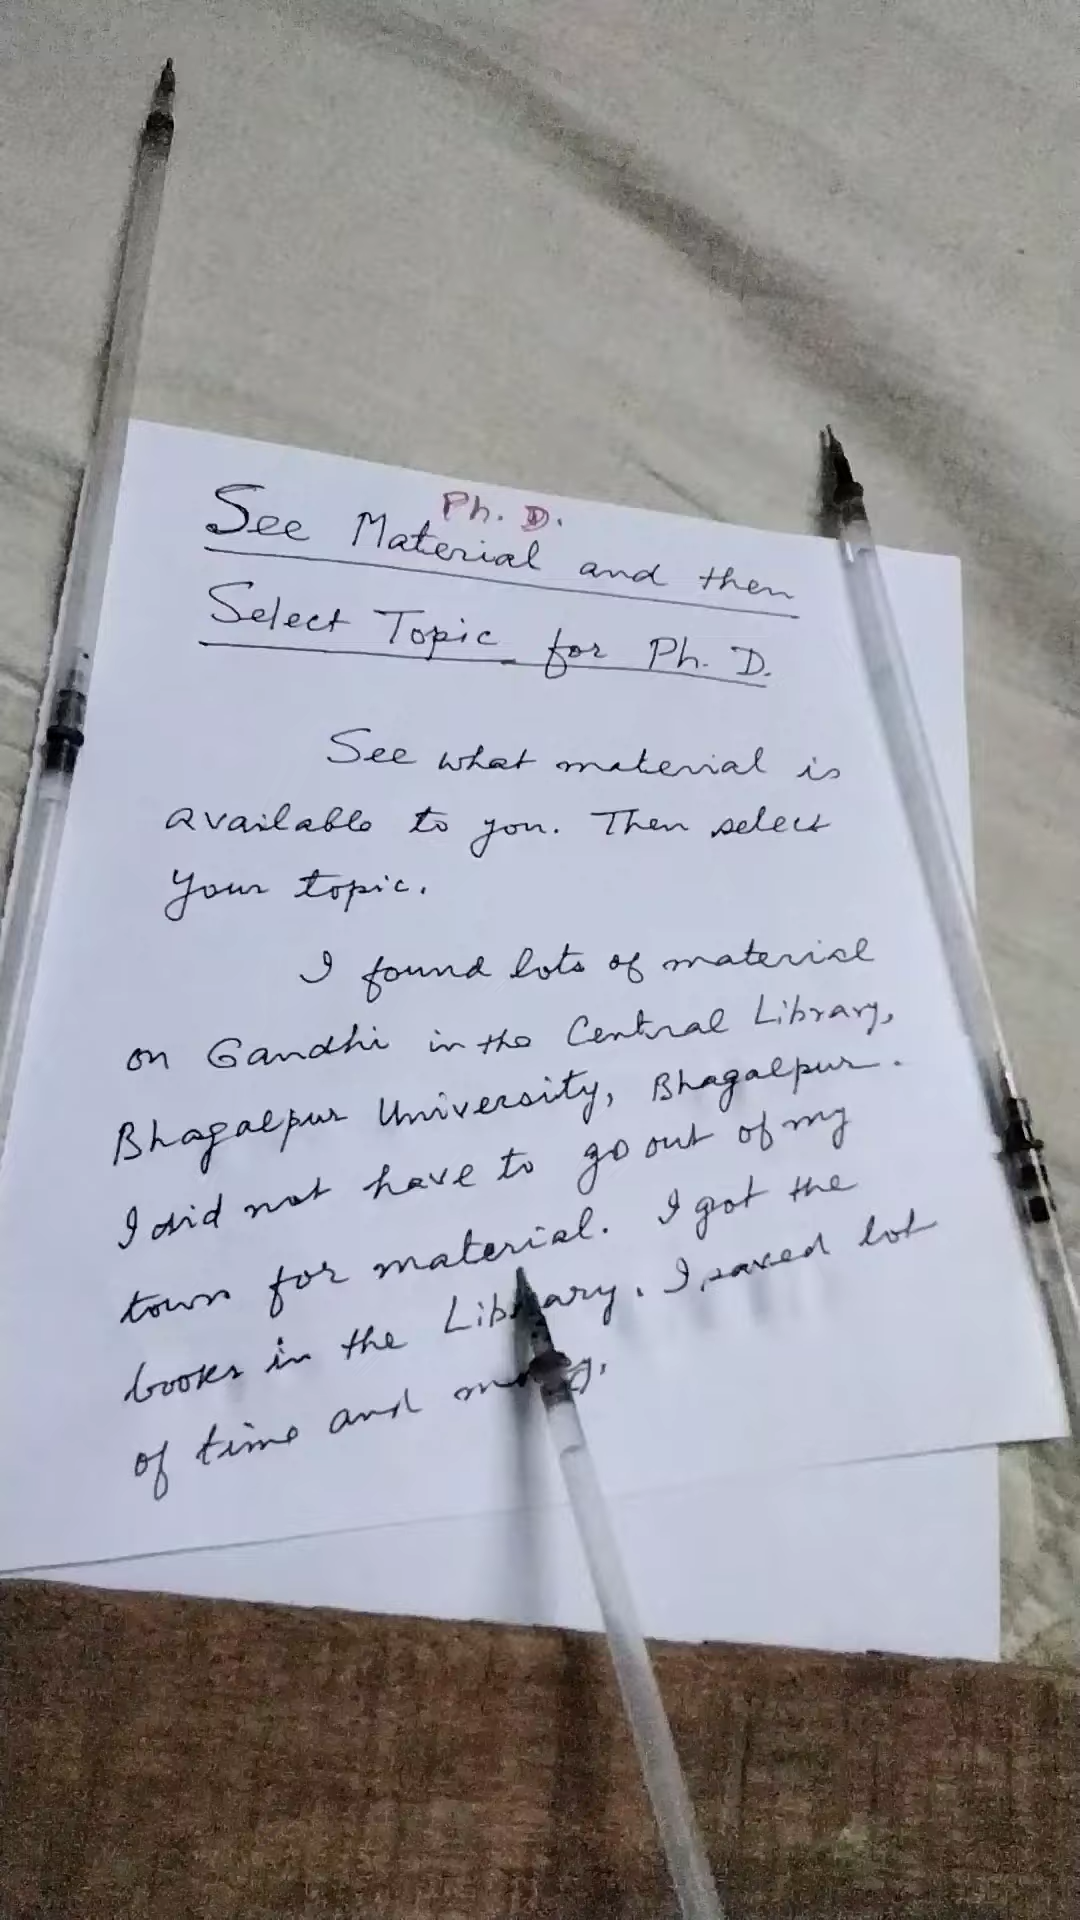 Ph. D.
See Material and then
Select Topic for Ph. D.
See what material is
available to you. Then select
your topic.
I found lots of material
on Gandhi in the Central Library,
Bhagalpur University, Bhagalpur.
I did not have to go out of my
town for material. I got the
books in the Library. I saved lot
of time and money.